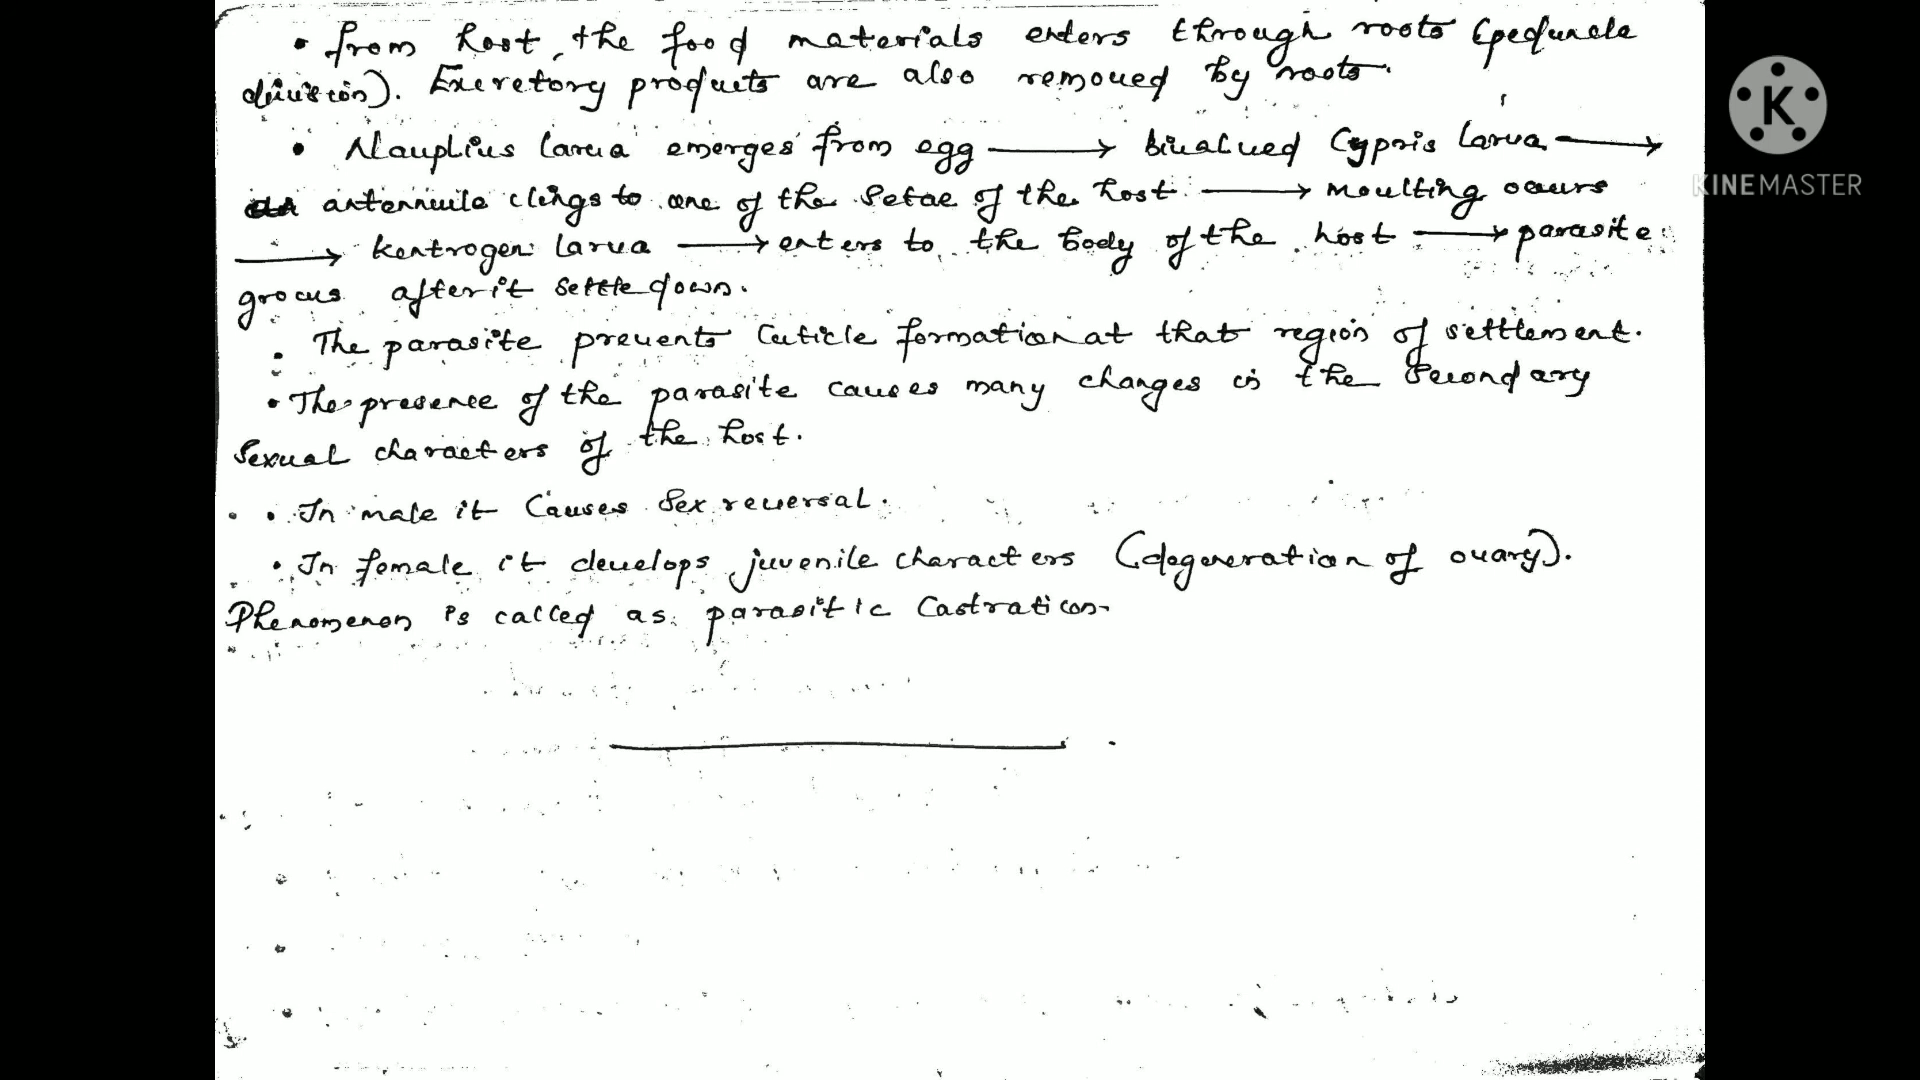 • from host, the food materials enters through roots (peduncle
division). Excretory products are also removed by roots.
• Nauplius larva emerges from egg → bivalved Cypris larva →
antennule clings to one of the setae of the host → moulting occurs
→ kentrogen larva → enters to the body of the host → parasite
grows after it settle down.
• The parasite prevents cuticle formation at that region of settlement.
• The presence of the parasite causes many changes in the secondary
sexual characters of the host.
• In male it causes sex reversal.
• In female it develops juvenile characters (degeneration of ovary).
Phenomenon is called as parasitic castration.
K
KINEMASTER